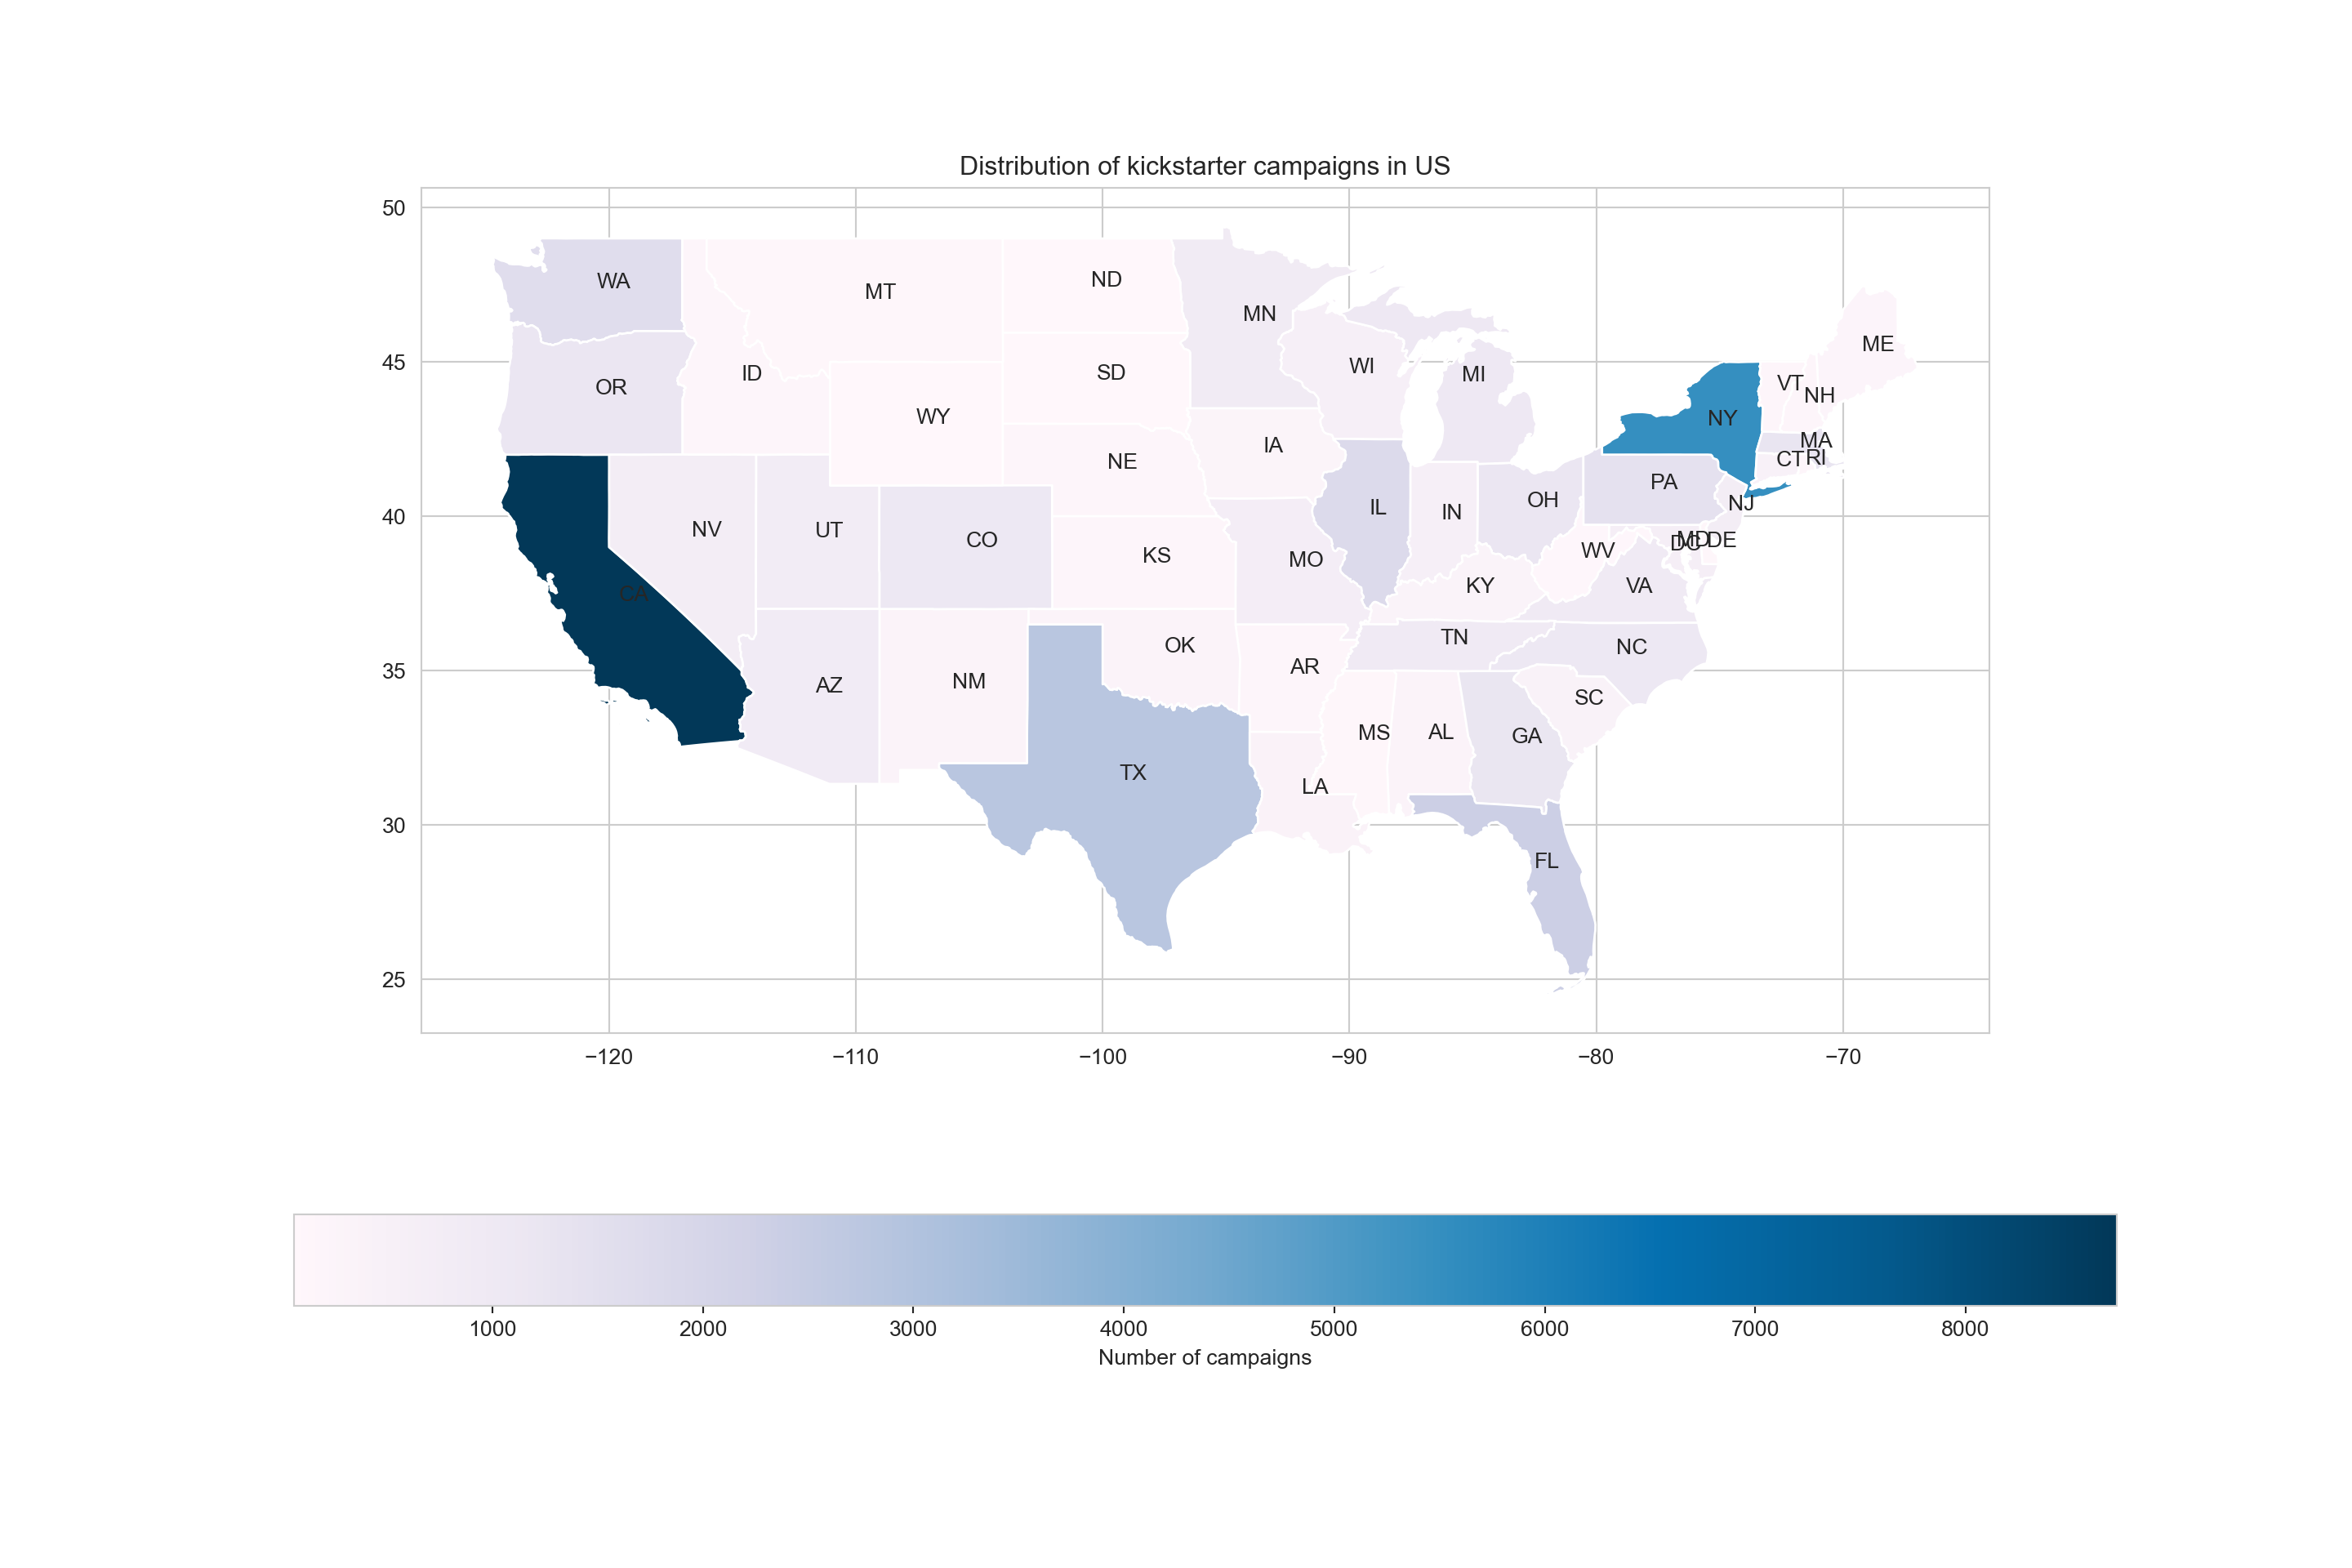 Distribution of kickstarter campaigns in US
50
45
40
35
30
25
WA
MT
ND
MN
OR
ID
SD
WI
MI
ME
WY
VT
NH
NY
IA
MA
NE
CT
RI
PA
NV
UT
CO
IL
IN
OH
NJ
KS
MO
WV
DC
MD
DE
CA
KY
VA
OK
TN
NC
AZ
NM
AR
SC
MS
AL
GA
TX
LA
FL
−120
−110
−100
−90
−80
−70
1000
2000
3000
4000
5000
6000
7000
8000
Number of campaigns